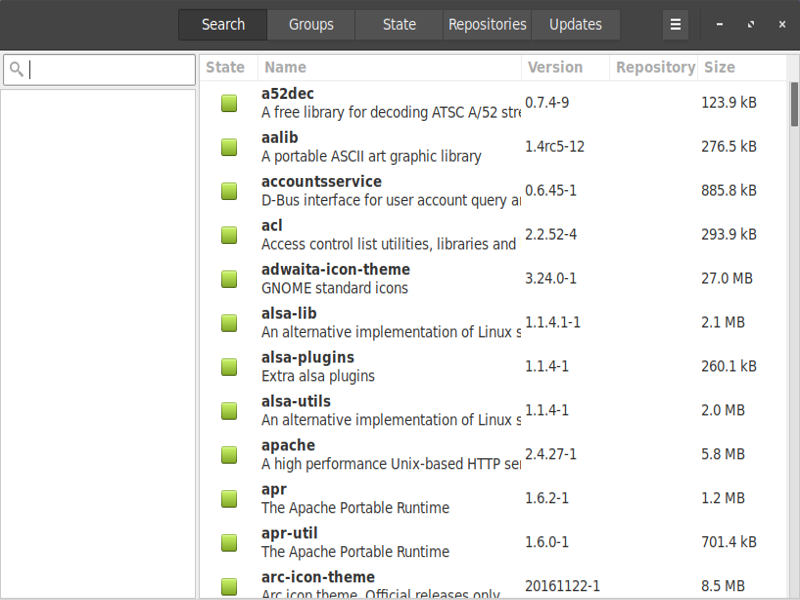 Search Groups State Repositories Updates
State Name Version Repository Size
a52dec
A free library for decoding ATSC A/52 stre 0.7.4-9 123.9 kB
aalib
A portable ASCII art graphic library 1.4rc5-12 276.5 kB
accountsservice
D-Bus interface for user account query a 0.6.45-1 885.8 kB
acl
Access control list utilities, libraries and 2.2.52-4 293.9 kB
adwaita-icon-theme
GNOME standard icons 3.24.0-1 27.0 MB
alsa-lib
An alternative implementation of Linux s 1.1.4.1-1 2.1 MB
alsa-plugins
Extra alsa plugins 1.1.4-1 260.1 kB
alsa-utils
An alternative implementation of Linux s 1.1.4-1 2.0 MB
apache
A high performance Unix-based HTTP ser 2.4.27-1 5.8 MB
apr
The Apache Portable Runtime 1.6.2-1 1.2 MB
apr-util
The Apache Portable Runtime 1.6.0-1 701.4 kB
arc-icon-theme
Arc icon theme. Official releases only. 20161122-1 8.5 MB